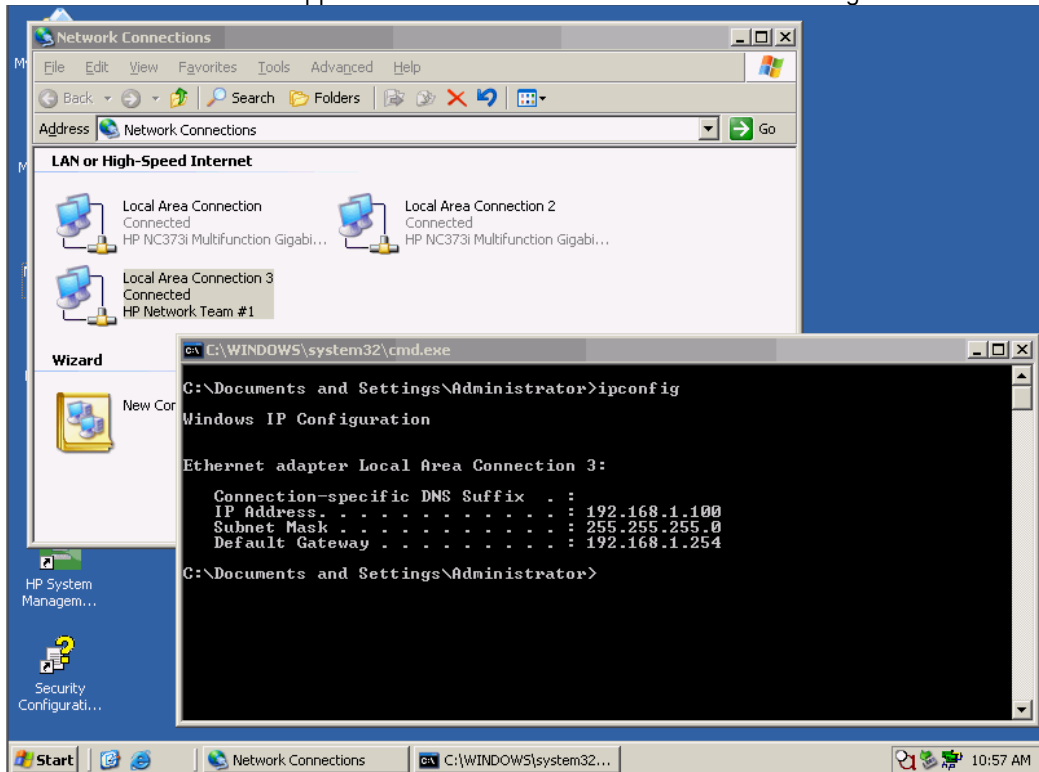 Network Connections
File Edit View Favorites Tools Advanced Help
Back Search Folders
Address Network Connections Go
LAN or High-Speed Internet
Local Area Connection
Connected
HP NC373i Multifunction Gigabi...
Local Area Connection 2
Connected
HP NC373i Multifunction Gigabi...
Local Area Connection 3
Connected
HP Network Team #1
Wizard
New Con
C:\WINDOWS\system32\cmd.exe
C:\Documents and Settings\Administrator>ipconfig
Windows IP Configuration
Ethernet adapter Local Area Connection 3:
Connection-specific DNS Suffix . :
IP Address. . . . . . . . . . . . : 192.168.1.100
Subnet Mask . . . . . . . . . . . : 255.255.255.0
Default Gateway . . . . . . . . . : 192.168.1.254
C:\Documents and Settings\Administrator>
HP System
Managem...
Security
Configurati...
Start Network Connections C:\WINDOWS\system32... 10:57 AM